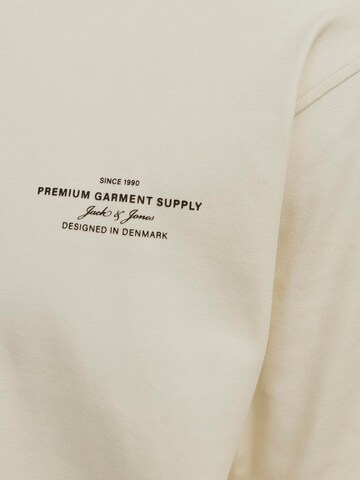 SINCE 1990
PREMIUM GARMENT SUPPLY
Jack & Jones
DESIGNED IN DENMARK